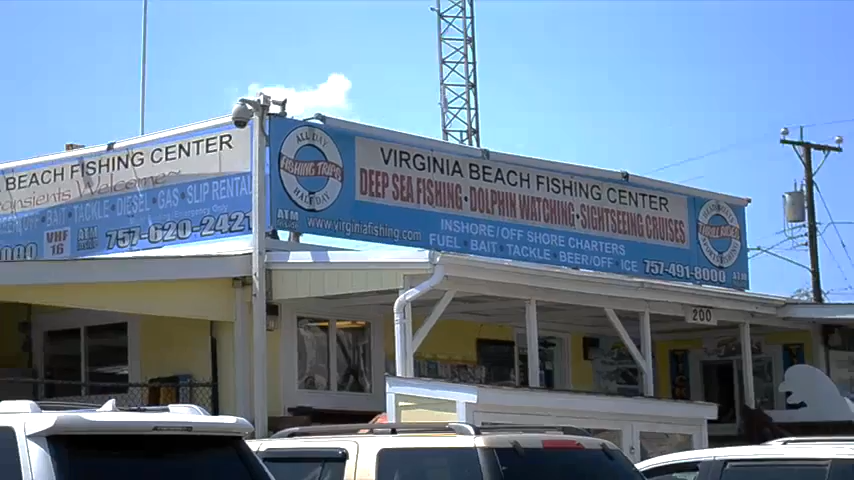 BEACH FISHING CENTER
Transients Welcome
BAIT · TACKLE · DIESEL · GAS · SLIP RENTAL
VHF
16
ATM
757-620-2421
ALL DAY
FISHING TRIPS
HALF DAY
ATM
www.virginiafishing.com
VIRGINIA BEACH FISHING CENTER
DEEP SEA FISHING · DOLPHIN WATCHING · SIGHTSEEING CRUISES
INSHORE/OFF SHORE CHARTERS
FUEL · BAIT · TACKLE · BEER/OFF · ICE
757-491-8000
ATM
200